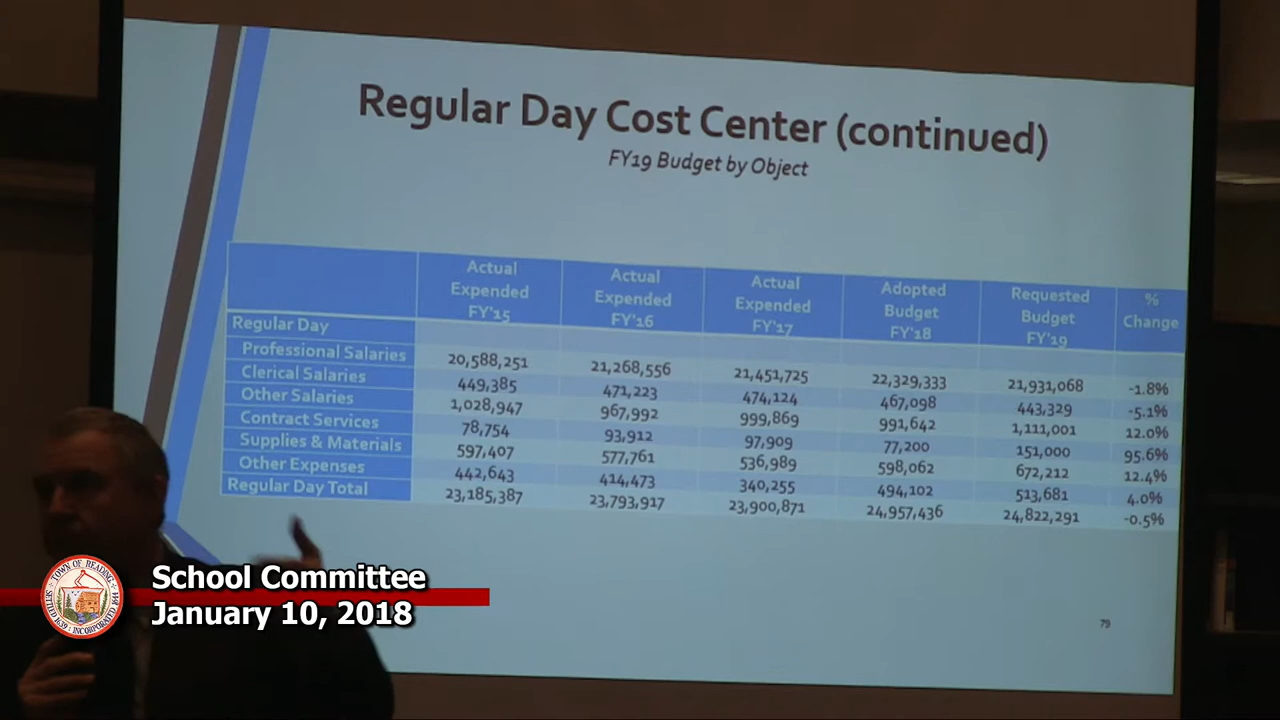 Regular Day Cost Center (continued)
FY19 Budget by Object
Actual Expended FY'15 Actual Expended FY'16 Actual Expended FY'17 Adopted Budget FY'18 Requested Budget FY'19 % Change
Regular Day
Professional Salaries 20,588,251 21,268,556 21,451,725 22,329,333 21,931,068 -1.8%
Clerical Salaries 449,385 471,223 474,124 467,098 443,329 -5.1%
Other Salaries 1,028,947 967,992 999,869 991,642 1,111,001 12.0%
Contract Services 78,754 93,912 97,909 77,200 151,000 95.6%
Supplies & Materials 597,407 577,761 536,989 598,062 672,212 12.4%
Other Expenses 442,643 414,473 340,255 494,102 513,681 4.0%
Regular Day Total 23,185,387 23,793,917 23,900,871 24,957,436 24,822,291 -0.5%
79
TOWN OF READING
SETTLED 1639
INCORPORATED 1644
School Committee
January 10, 2018